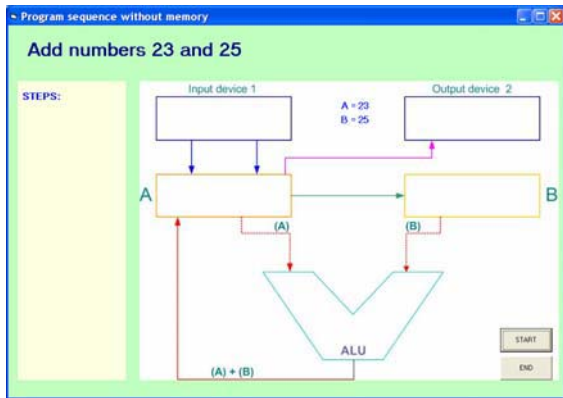 Program sequence without memory
Add numbers 23 and 25
STEPS:
Input device 1
Output device 2
A = 23
B = 25
A
B
(A)
(B)
ALU
(A) + (B)
START
END